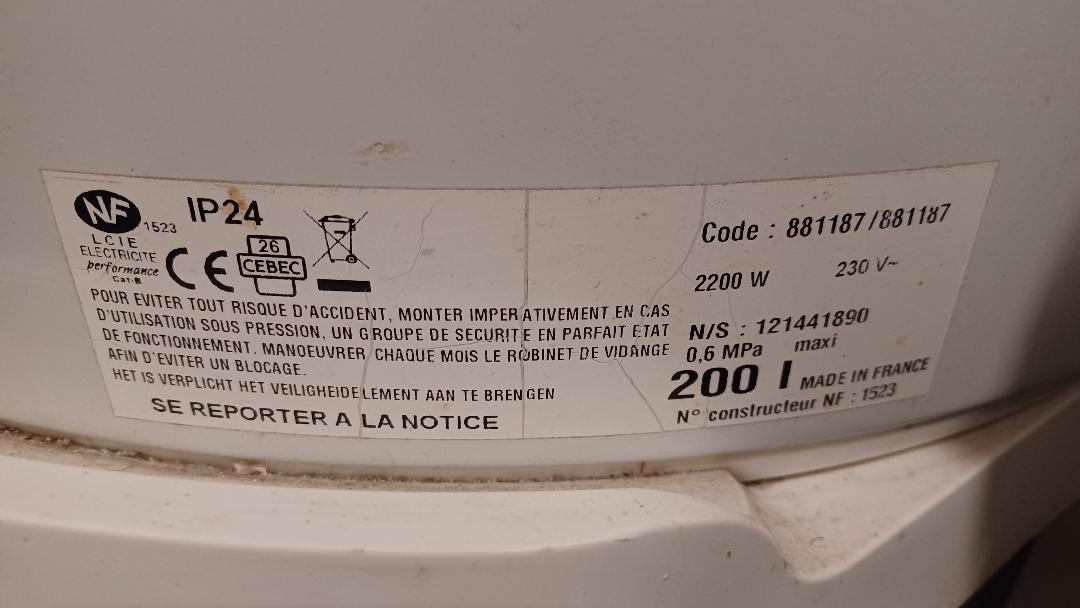 NF
1523
LCIE
ELECTRICITE
performance
Cat-B
IP24
CE
26
CEBEC
POUR EVITER TOUT RISQUE D'ACCIDENT, MONTER IMPERATIVEMENT EN CAS
D'UTILISATION SOUS PRESSION, UN GROUPE DE SECURITE EN PARFAIT ETAT
DE FONCTIONNEMENT. MANOEUVRER CHAQUE MOIS LE ROBINET DE VIDANGE
AFIN D'EVITER UN BLOCAGE.
HET IS VERPLICHT HET VEILIGHEIDELEMENT AAN TE BRENGEN
SE REPORTER A LA NOTICE
Code : 881187/881187
2200 W 230 V~
N/S : 121441890
0,6 MPa maxi
200 l MADE IN FRANCE
N° constructeur NF : 1523